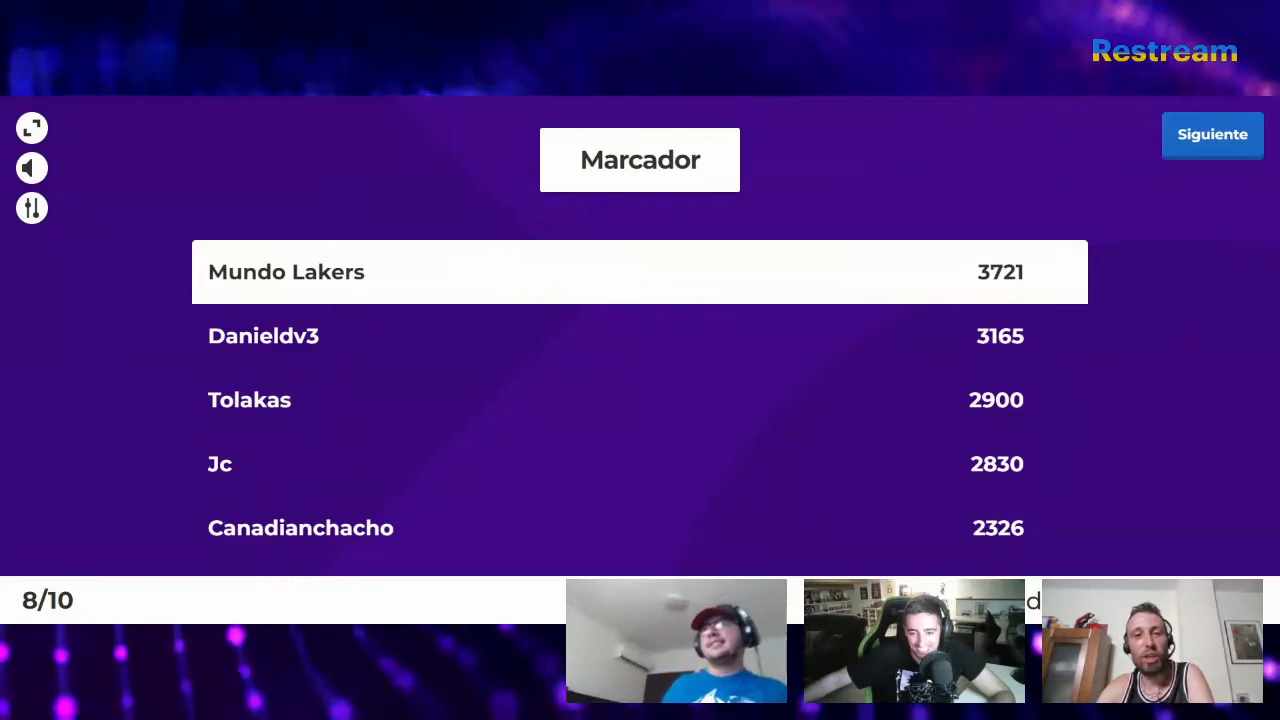 Restream
Siguiente
Marcador
Mundo Lakers 3721
Danieldv3 3165
Tolakas 2900
Jc 2830
Canadianchacho 2326
8/10
d